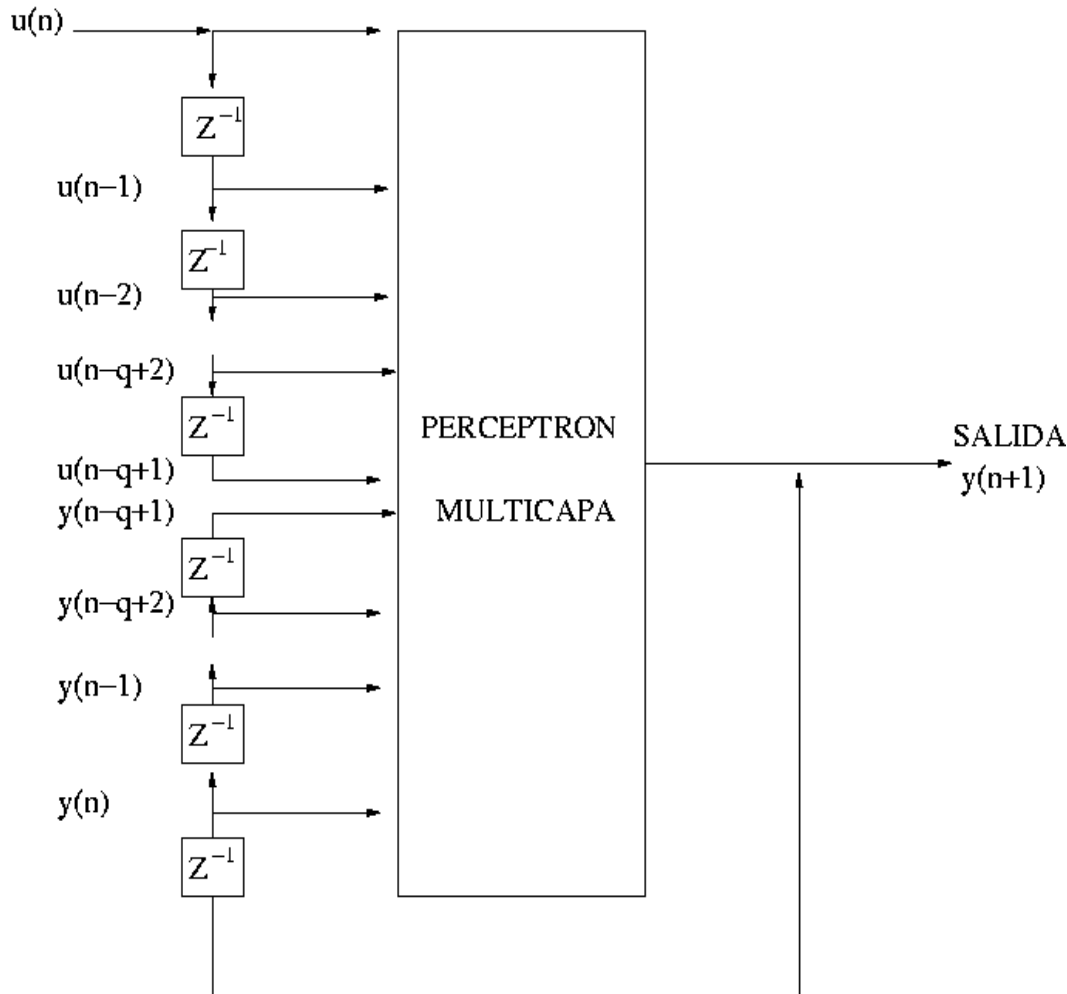 u(n)
Z⁻¹
u(n−1)
Z⁻¹
u(n−2)
u(n−q+2)
Z⁻¹
u(n−q+1)
y(n−q+1)
Z⁻¹
y(n−q+2)
y(n−1)
Z⁻¹
y(n)
Z⁻¹
PERCEPTRON
MULTICAPA
SALIDA
y(n+1)